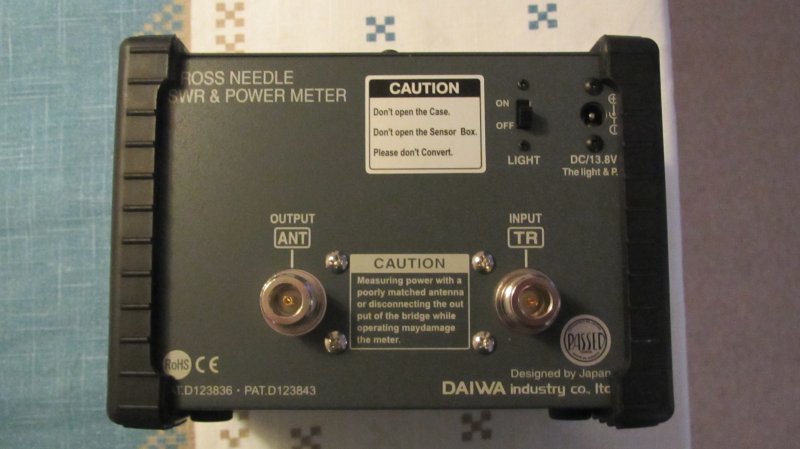 ROSS NEEDLE
SWR & POWER METER
CAUTION
Don't open the Case.
Don't open the Sensor Box.
Please don't Convert.
ON
OFF
LIGHT
DC/13.8V
The light & P.
OUTPUT
ANT
INPUT
TR
CAUTION
Measuring power with a
poorly matched antenna
or disconnecting the out
put of the bridge while
operating maydamage
the meter.
PASSED
RoHS CE
PAT.D123836 • PAT.D123843
Designed by Japan
DAIWA industry co., ltd